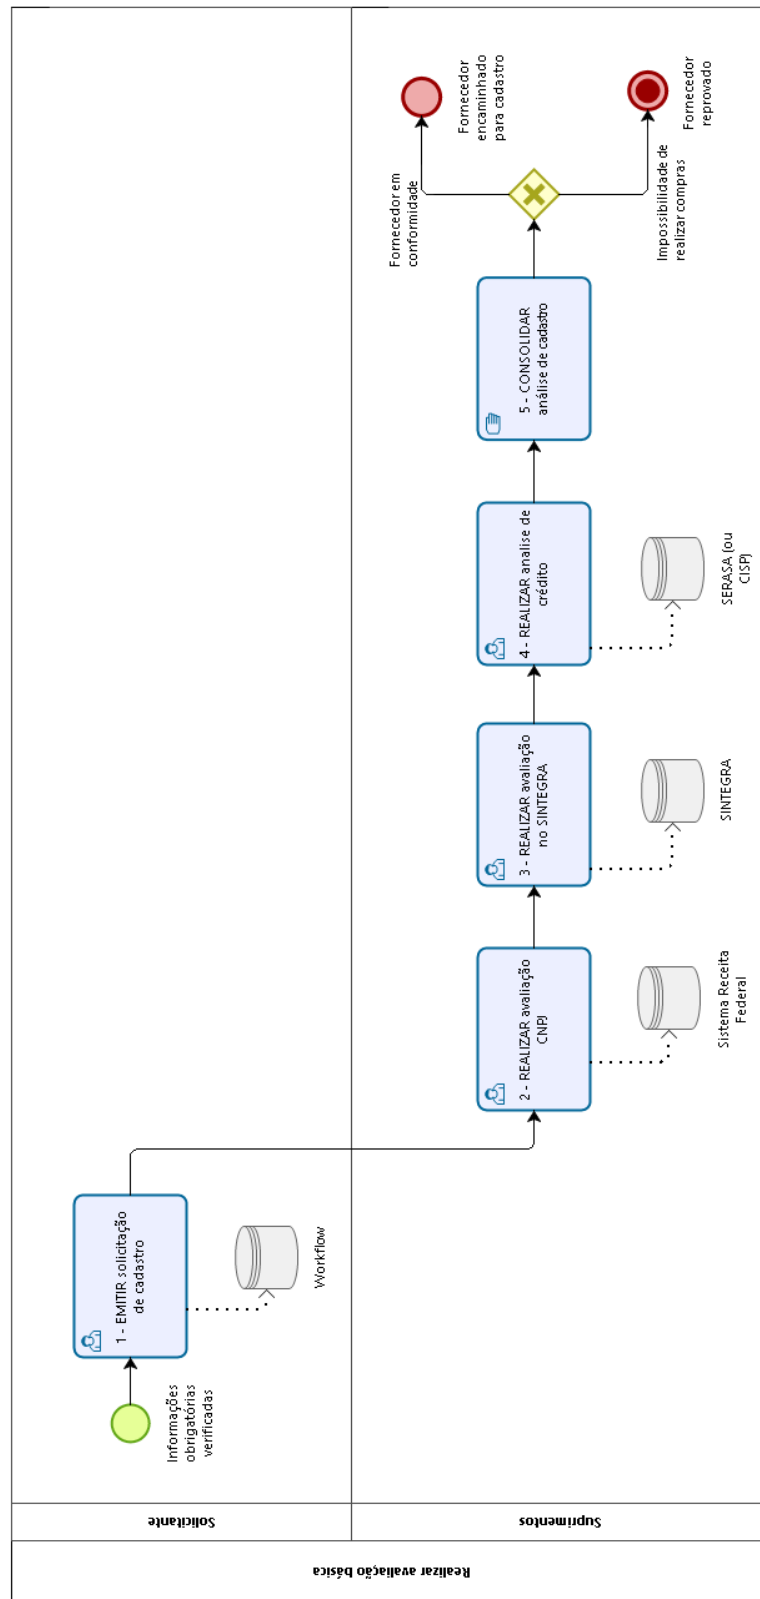 Realizar avaliação básica
Solicitante
Informações
obrigatórias
verificadas
1 - EMITIR solicitação
de cadastro
Workflow
Suprimentos
2 - REALIZAR avaliação
CNPJ
Sistema Receita
Federal
3 - REALIZAR avaliação
no SINTEGRA
SINTEGRA
4 - REALIZAR analise de
crédito
SERASA (ou
CISP)
5 - CONSOLIDAR
análise de cadastro
Fornecedor em
conformidade
Fornecedor
encaminhado
para cadastro
Impossibilidade de
realizar compras
Fornecedor
reprovado